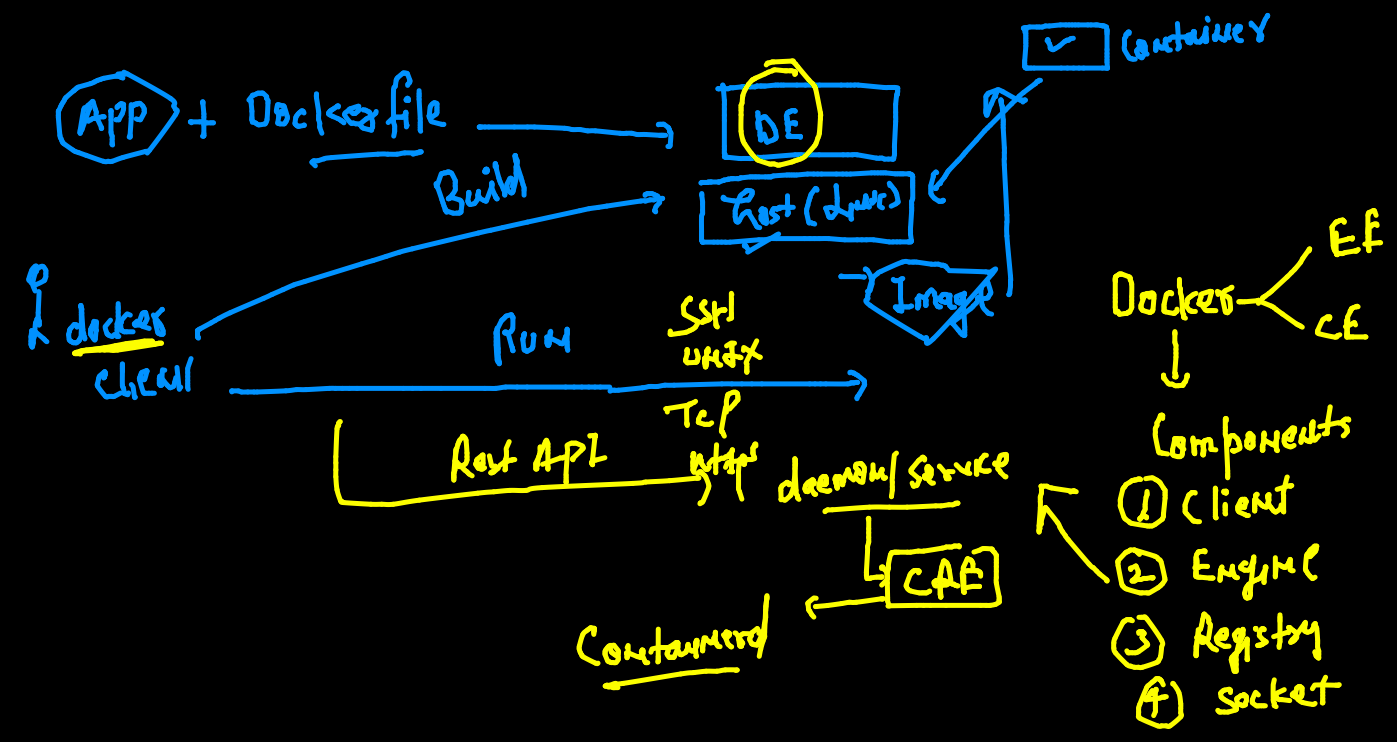 App + Dockerfile
DE
Container
Build
host (Linux)
Image
docker
client
Run
SSH
UNIX
TCP
https
Rest API
daemon/service
CRE
Containerd
Docker
EE
CE
Components
1 Client
2 Engine
3 Registry
4 socket